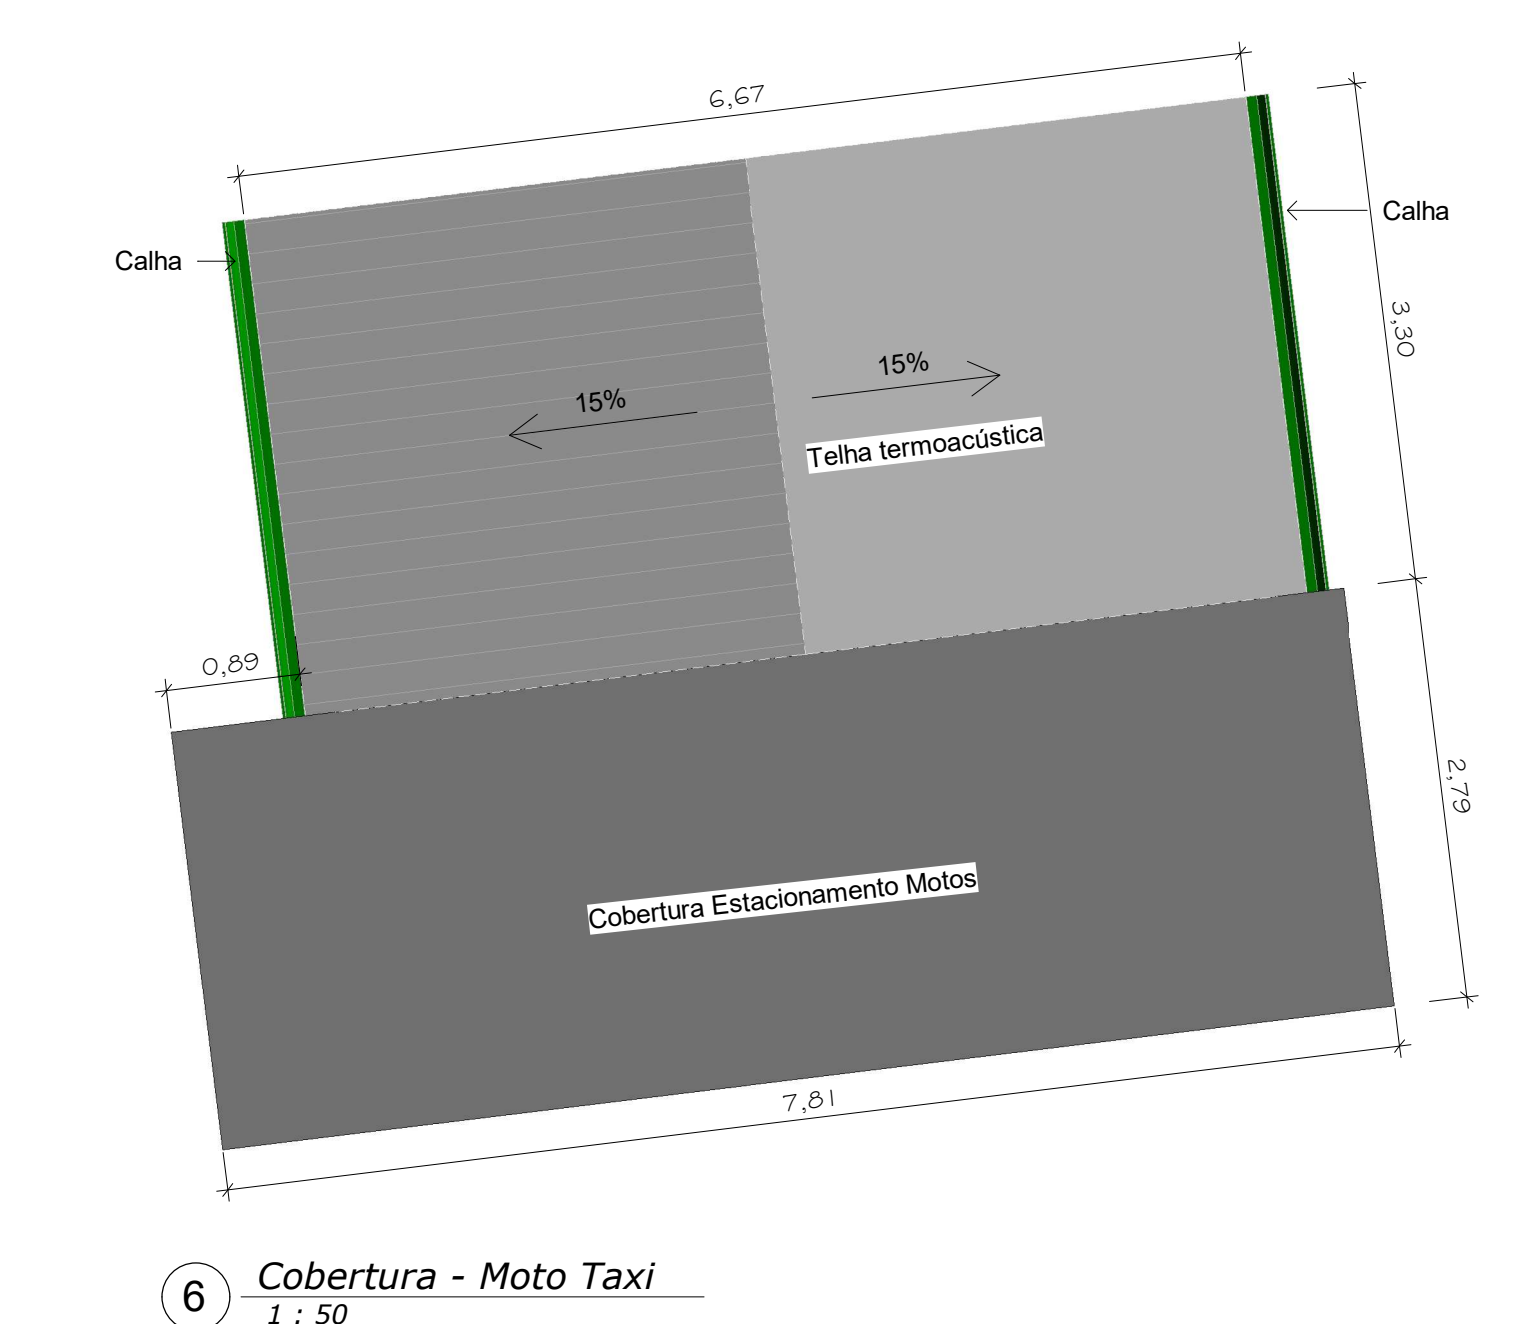 6,67
Calha
Calha
3,30
15%
15%
Telha termoacústica
0,89
2,79
Cobertura Estacionamento Motos
7,81
6
Cobertura - Moto Taxi
1 : 50